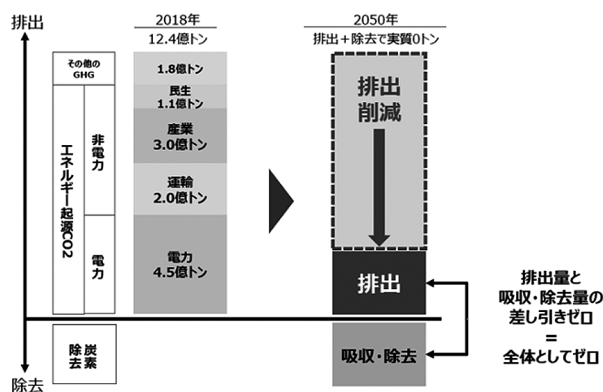 排出
2018年
12.4億トン
2050年
排出+除去で実質0トン
その他の
GHG
エネルギー起源CO2
非電力
電力
1.8億トン
民生
1.1億トン
産業
3.0億トン
運輸
2.0億トン
電力
4.5億トン
排出
削減
排出
吸収・除去
排出量と
吸収・除去量の
差し引きゼロ
=
全体としてゼロ
炭素
除去
除去